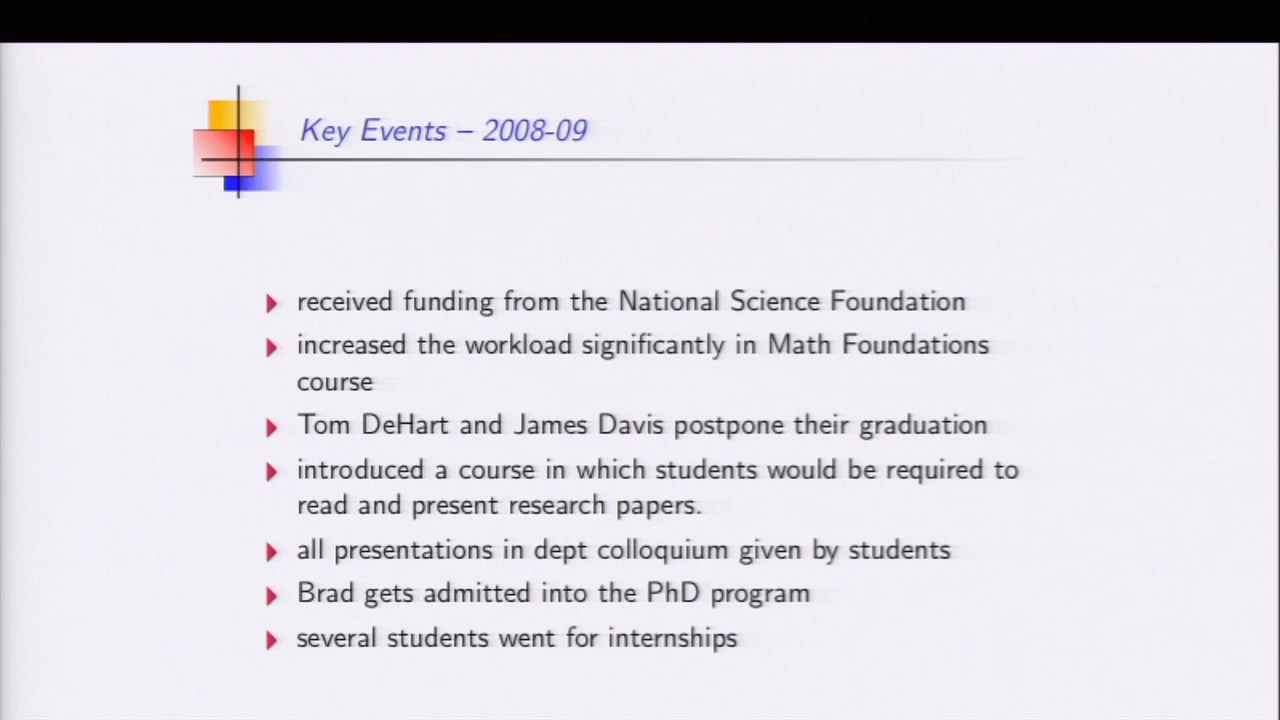 Key Events – 2008-09
received funding from the National Science Foundation
increased the workload significantly in Math Foundations
course
Tom DeHart and James Davis postpone their graduation
introduced a course in which students would be required to
read and present research papers.
all presentations in dept colloquium given by students
Brad gets admitted into the PhD program
several students went for internships